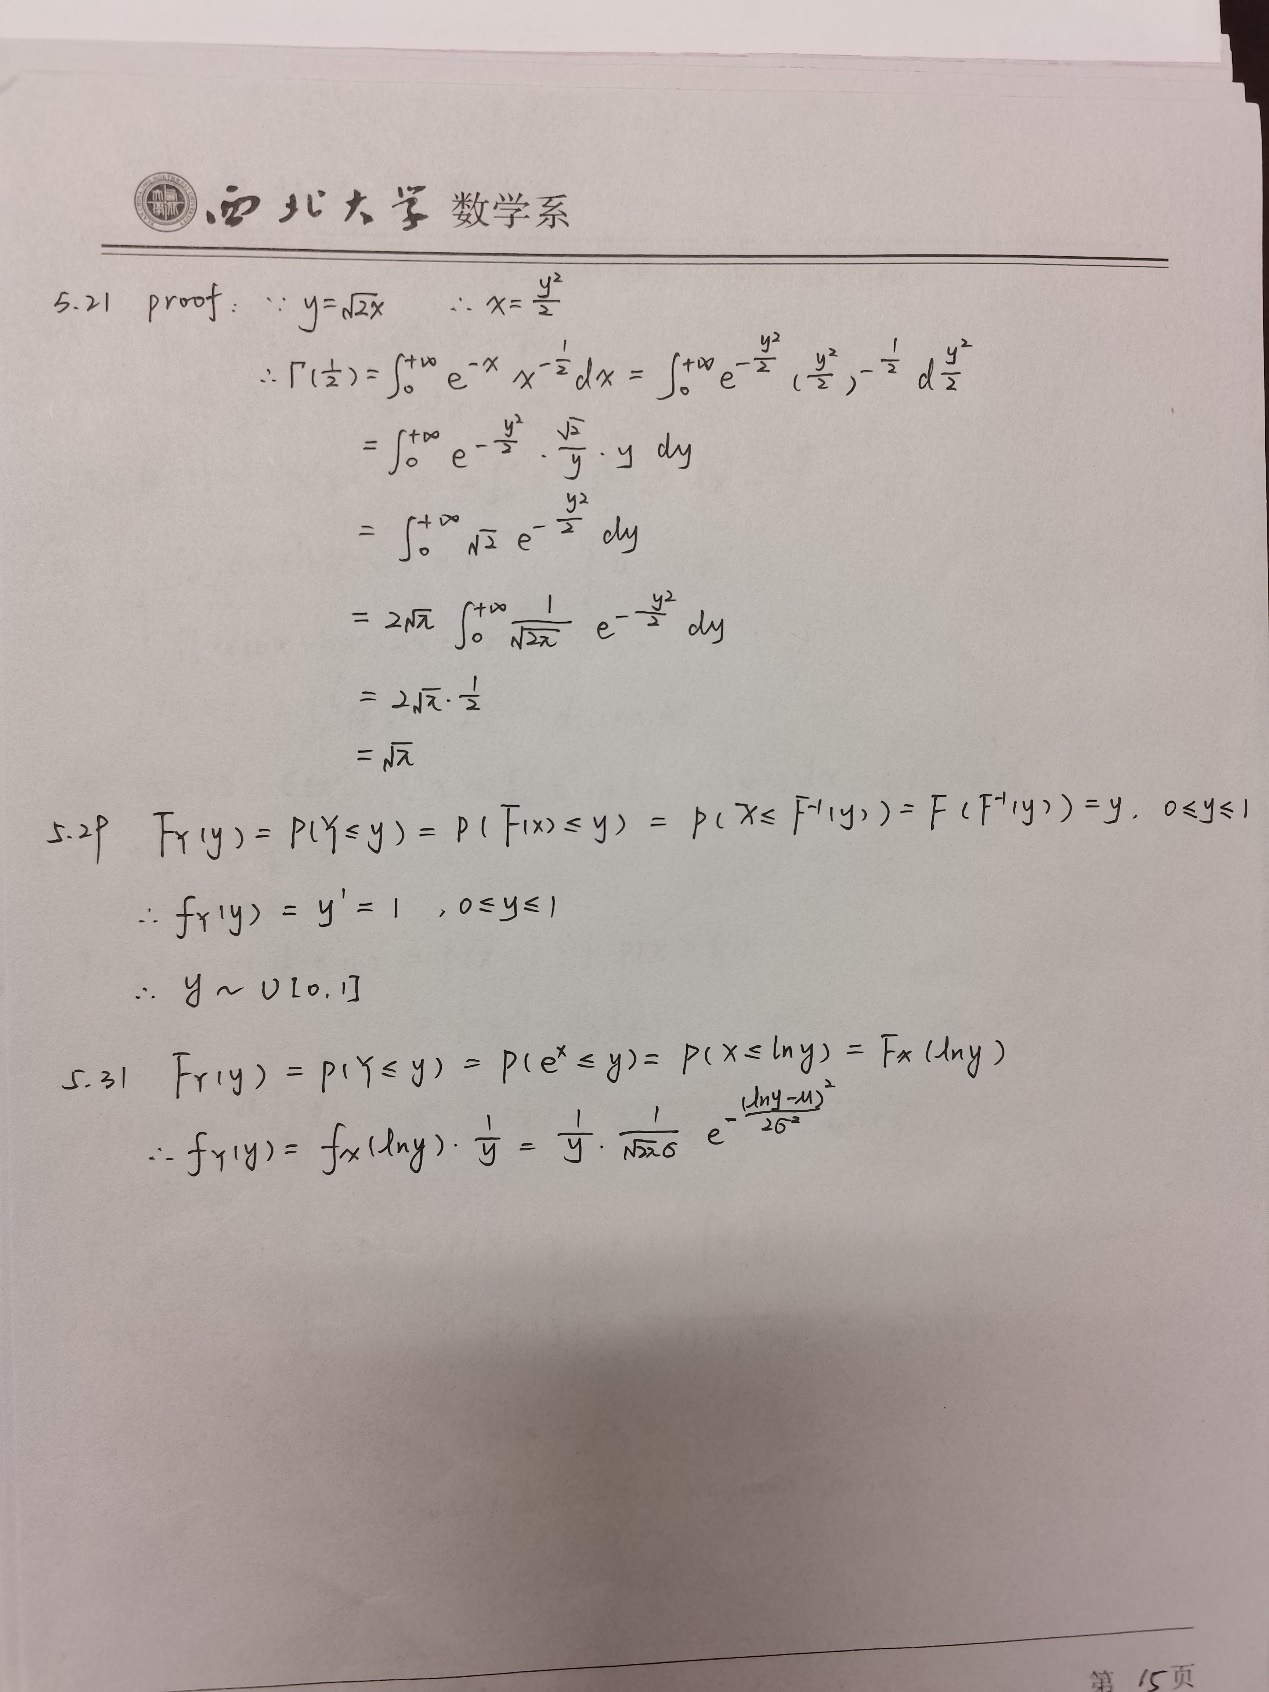 西北大学 数学系
5.21 proof: ∵ y=√2x ∴ x= y²/2
∴ Γ(1/2) = ∫₀^{+∞} e^{-x} x^{-1/2} dx = ∫₀^{+∞} e^{-y²/2} (y²/2)^{-1/2} d y²/2
= ∫₀^{+∞} e^{-y²/2} · √2/y · y dy
= ∫₀^{+∞} √2 e^{-y²/2} dy
= 2√π ∫₀^{+∞} 1/√2π e^{-y²/2} dy
= 2√π · 1/2
= √π
5.29 F_Y(y) = P(Y≤y) = P(F(x)≤y) = P(X≤F⁻¹(y)) = F(F⁻¹(y)) = y. 0≤y≤1
∴ f_Y(y) = y' = 1 , 0≤y≤1
∴ y ~ U[0,1]
5.31 F_Y(y) = P(Y≤y) = P(e^x≤y) = P(X≤lny) = F_X(lny)
∴ f_Y(y) = f_X(lny) · 1/y = 1/y · 1/√2πσ e^{-(lny-μ)²/2σ²}
第 15 页